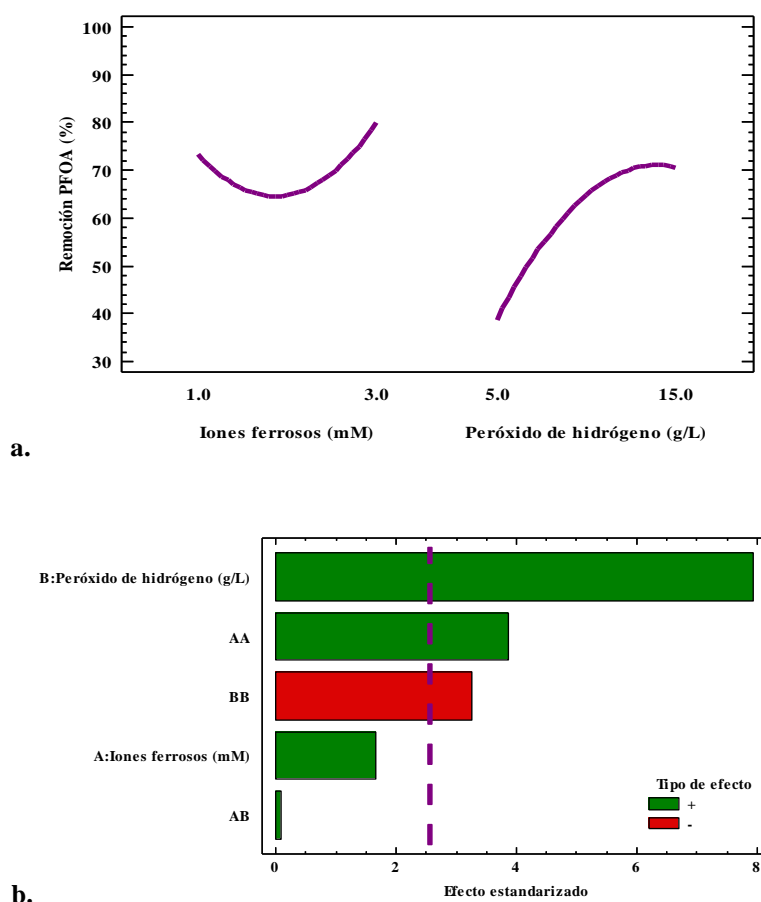 100
90
80
70
60
50
40
30
Remoción PFOA (%)
1.0 3.0 5.0 15.0
Iones ferrosos (mM) Peróxido de hidrógeno (g/L)
a.
B:Peróxido de hidrógeno (g/L)
AA
BB
A:Iones ferrosos (mM)
AB
Tipo de efecto
+
-
0 2 4 6 8
Efecto estandarizado
b.